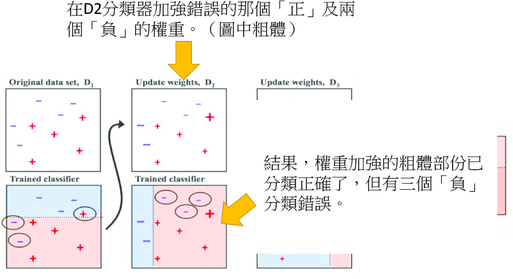 在D2分類器加強錯誤的那個「正」及兩
個「負」的權重。（圖中粗體）
Original data set, D1
Update weights, D2
Update weights, D3
Trained classifier
Trained classifier
結果，權重加強的粗體部份已
分類正確了，但有三個「負」
分類錯誤。